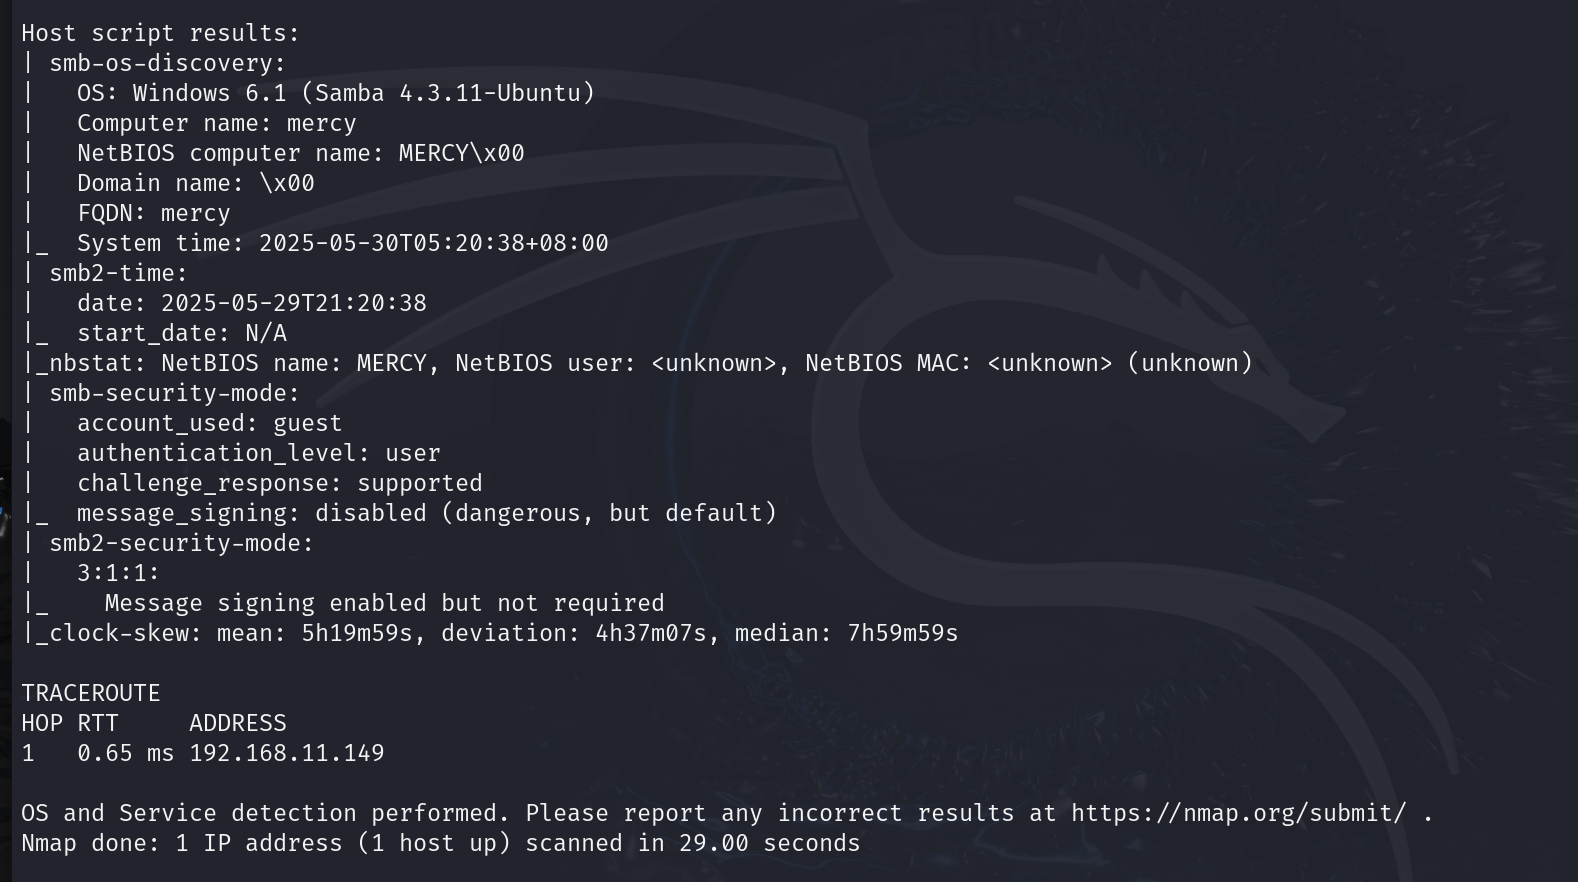 Host script results:
| smb-os-discovery:
|   OS: Windows 6.1 (Samba 4.3.11-Ubuntu)
|   Computer name: mercy
|   NetBIOS computer name: MERCY\x00
|   Domain name: \x00
|   FQDN: mercy
|_  System time: 2025-05-30T05:20:38+08:00
| smb2-time:
|   date: 2025-05-29T21:20:38
|_  start_date: N/A
|_nbstat: NetBIOS name: MERCY, NetBIOS user: <unknown>, NetBIOS MAC: <unknown> (unknown)
| smb-security-mode:
|   account_used: guest
|   authentication_level: user
|   challenge_response: supported
|_  message_signing: disabled (dangerous, but default)
| smb2-security-mode:
|   3:1:1:
|_    Message signing enabled but not required
|_clock-skew: mean: 5h19m59s, deviation: 4h37m07s, median: 7h59m59s
TRACEROUTE
HOP RTT     ADDRESS
1   0.65 ms 192.168.11.149
OS and Service detection performed. Please report any incorrect results at https://nmap.org/submit/ .
Nmap done: 1 IP address (1 host up) scanned in 29.00 seconds